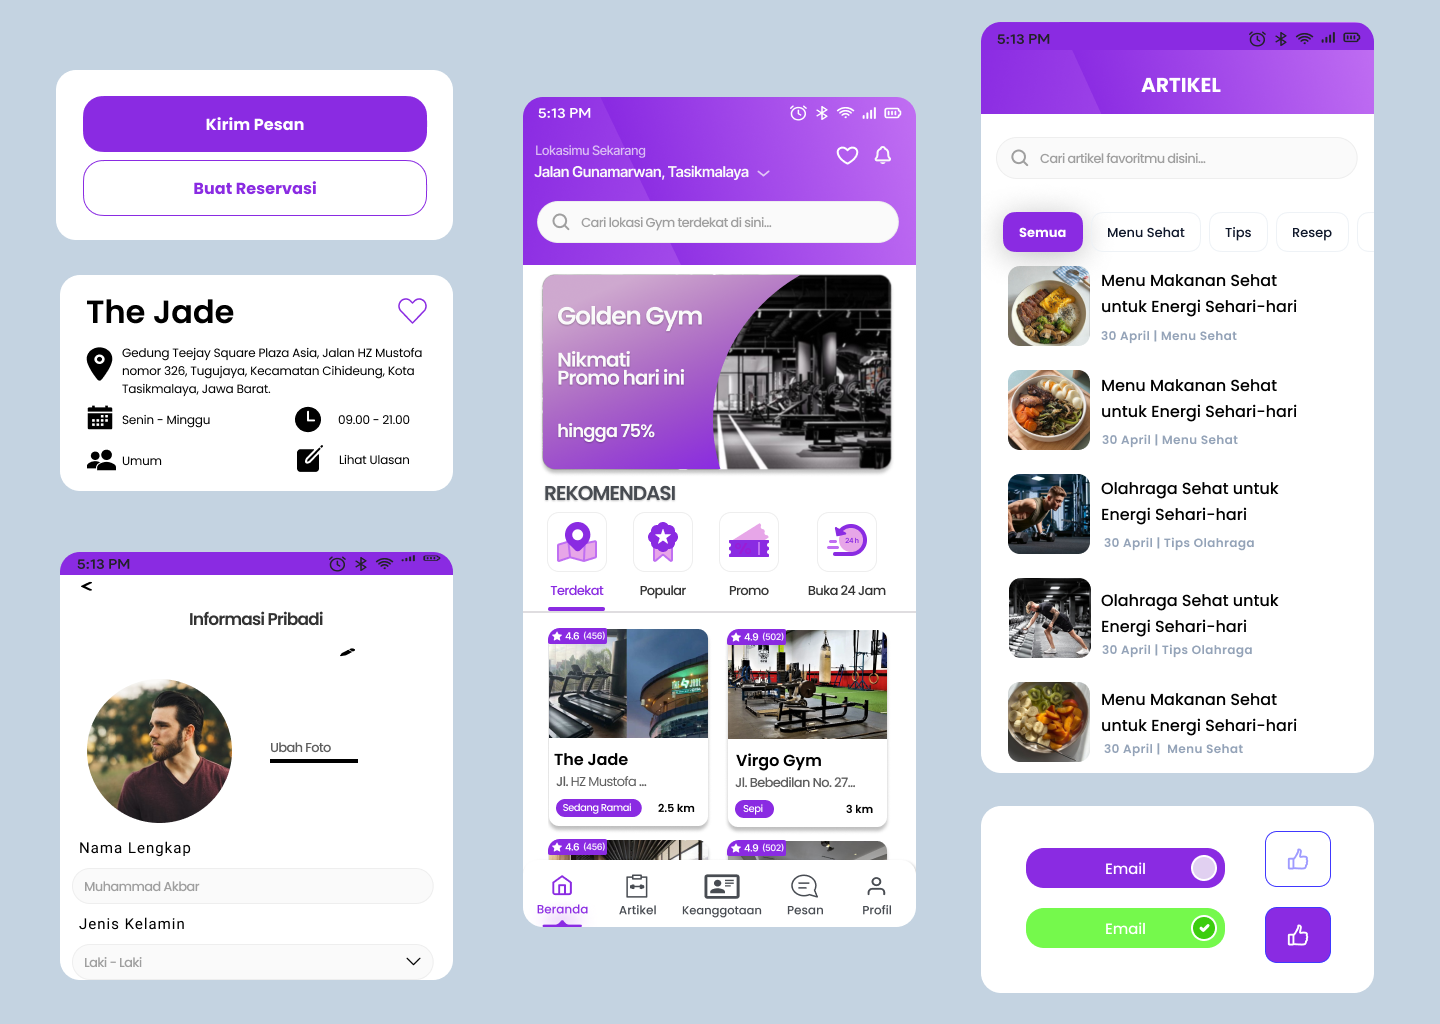 Kirim Pesan
Buat Reservasi
The Jade
Gedung Teejay Square Plaza Asia, Jalan HZ Mustofa
nomor 326, Tugujaya, Kecamatan Cihideung, Kota
Tasikmalaya, Jawa Barat.
Senin - Minggu
09.00 - 21.00
Umum
Lihat Ulasan
5:13 PM
<
Informasi Pribadi
Ubah Foto
Nama Lengkap
Muhammad Akbar
Jenis Kelamin
Laki - Laki
5:13 PM
Lokasimu Sekarang
Jalan Gunamarwan, Tasikmalaya
Cari lokasi Gym terdekat di sini...
Golden Gym
Nikmati
Promo hari ini
hingga 75%
REKOMENDASI
24h
Terdekat
Popular
Promo
Buka 24 Jam
4.6 (456)
THE JADE
The Jade
Jl. HZ Mustofa ...
Sedang Ramai
2.5 km
4.9 (502)
Virgo Gym
Jl. Bebedilan No. 27...
Sepi
3 km
4.6 (456)
4.9 (502)
Beranda
Artikel
Keanggotaan
Pesan
Profil
5:13 PM
ARTIKEL
Cari artikel favoritmu disini...
Semua
Menu Sehat
Tips
Resep
Menu Makanan Sehat
untuk Energi Sehari-hari
30 April | Menu Sehat
Menu Makanan Sehat
untuk Energi Sehari-hari
30 April | Menu Sehat
Olahraga Sehat untuk
Energi Sehari-hari
30 April | Tips Olahraga
Olahraga Sehat untuk
Energi Sehari-hari
30 April | Tips Olahraga
Menu Makanan Sehat
untuk Energi Sehari-hari
30 April | Menu Sehat
Email
Email